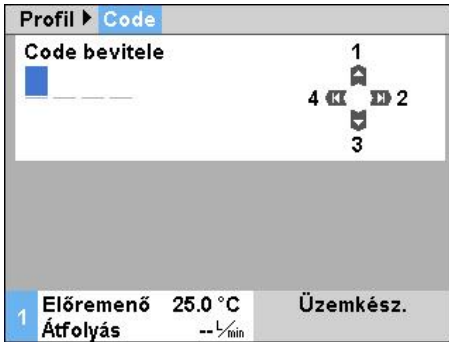 Profil Code
Code bevitele
1
4 2
3
1 Előremenő 25.0 °C Üzemkész.
Átfolyás -- L/min